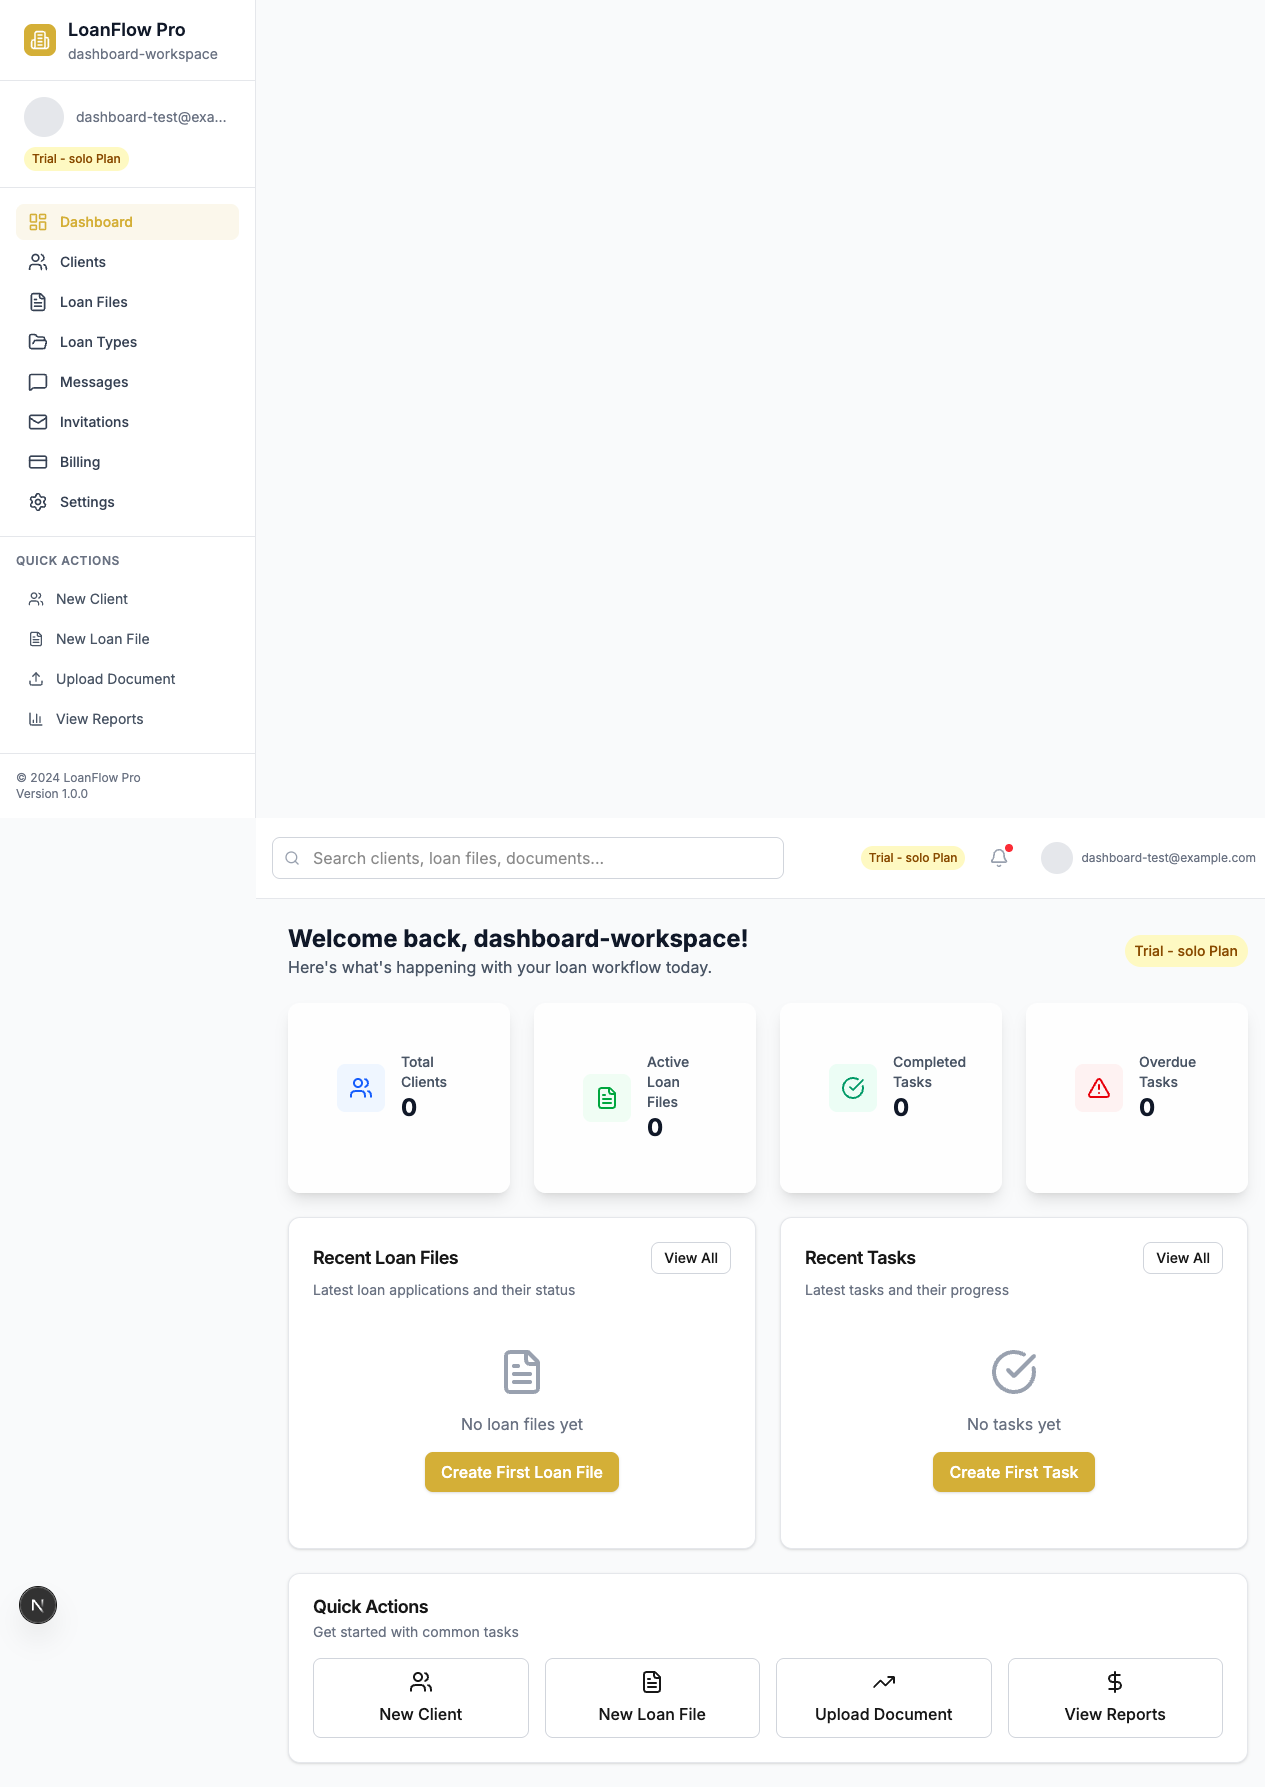 LoanFlow Pro
dashboard-workspace
dashboard-test@exa...
Trial - solo Plan
Dashboard
Clients
Loan Files
Loan Types
Messages
Invitations
Billing
Settings
QUICK ACTIONS
New Client
New Loan File
Upload Document
View Reports
© 2024 LoanFlow Pro
Version 1.0.0
Search clients, loan files, documents...
Trial - solo Plan
dashboard-test@example.com
Welcome back, dashboard-workspace!
Here's what's happening with your loan workflow today.
Trial - solo Plan
Total
Clients
0
Active
Loan
Files
0
Completed
Tasks
0
Overdue
Tasks
0
Recent Loan Files
View All
Latest loan applications and their status
No loan files yet
Create First Loan File
Recent Tasks
View All
Latest tasks and their progress
No tasks yet
Create First Task
N
Quick Actions
Get started with common tasks
New Client
New Loan File
Upload Document
View Reports